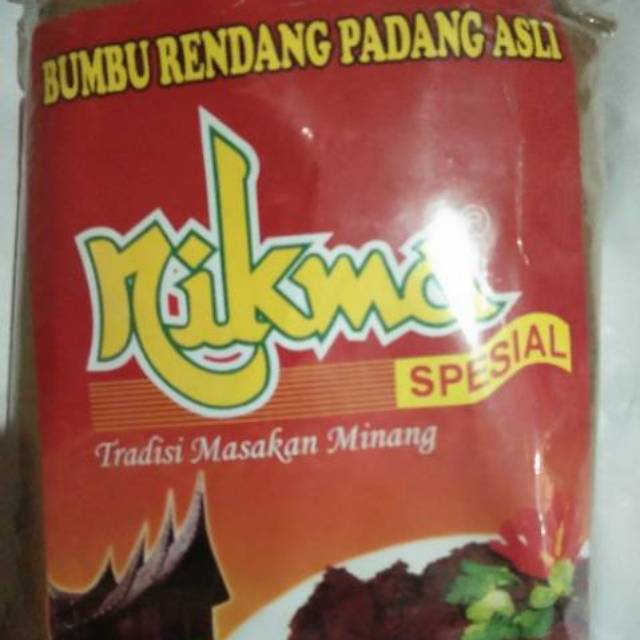 BUMBU RENDANG PADANG ASLI
Nikmat
SPESIAL
Tradisi Masakan Minang